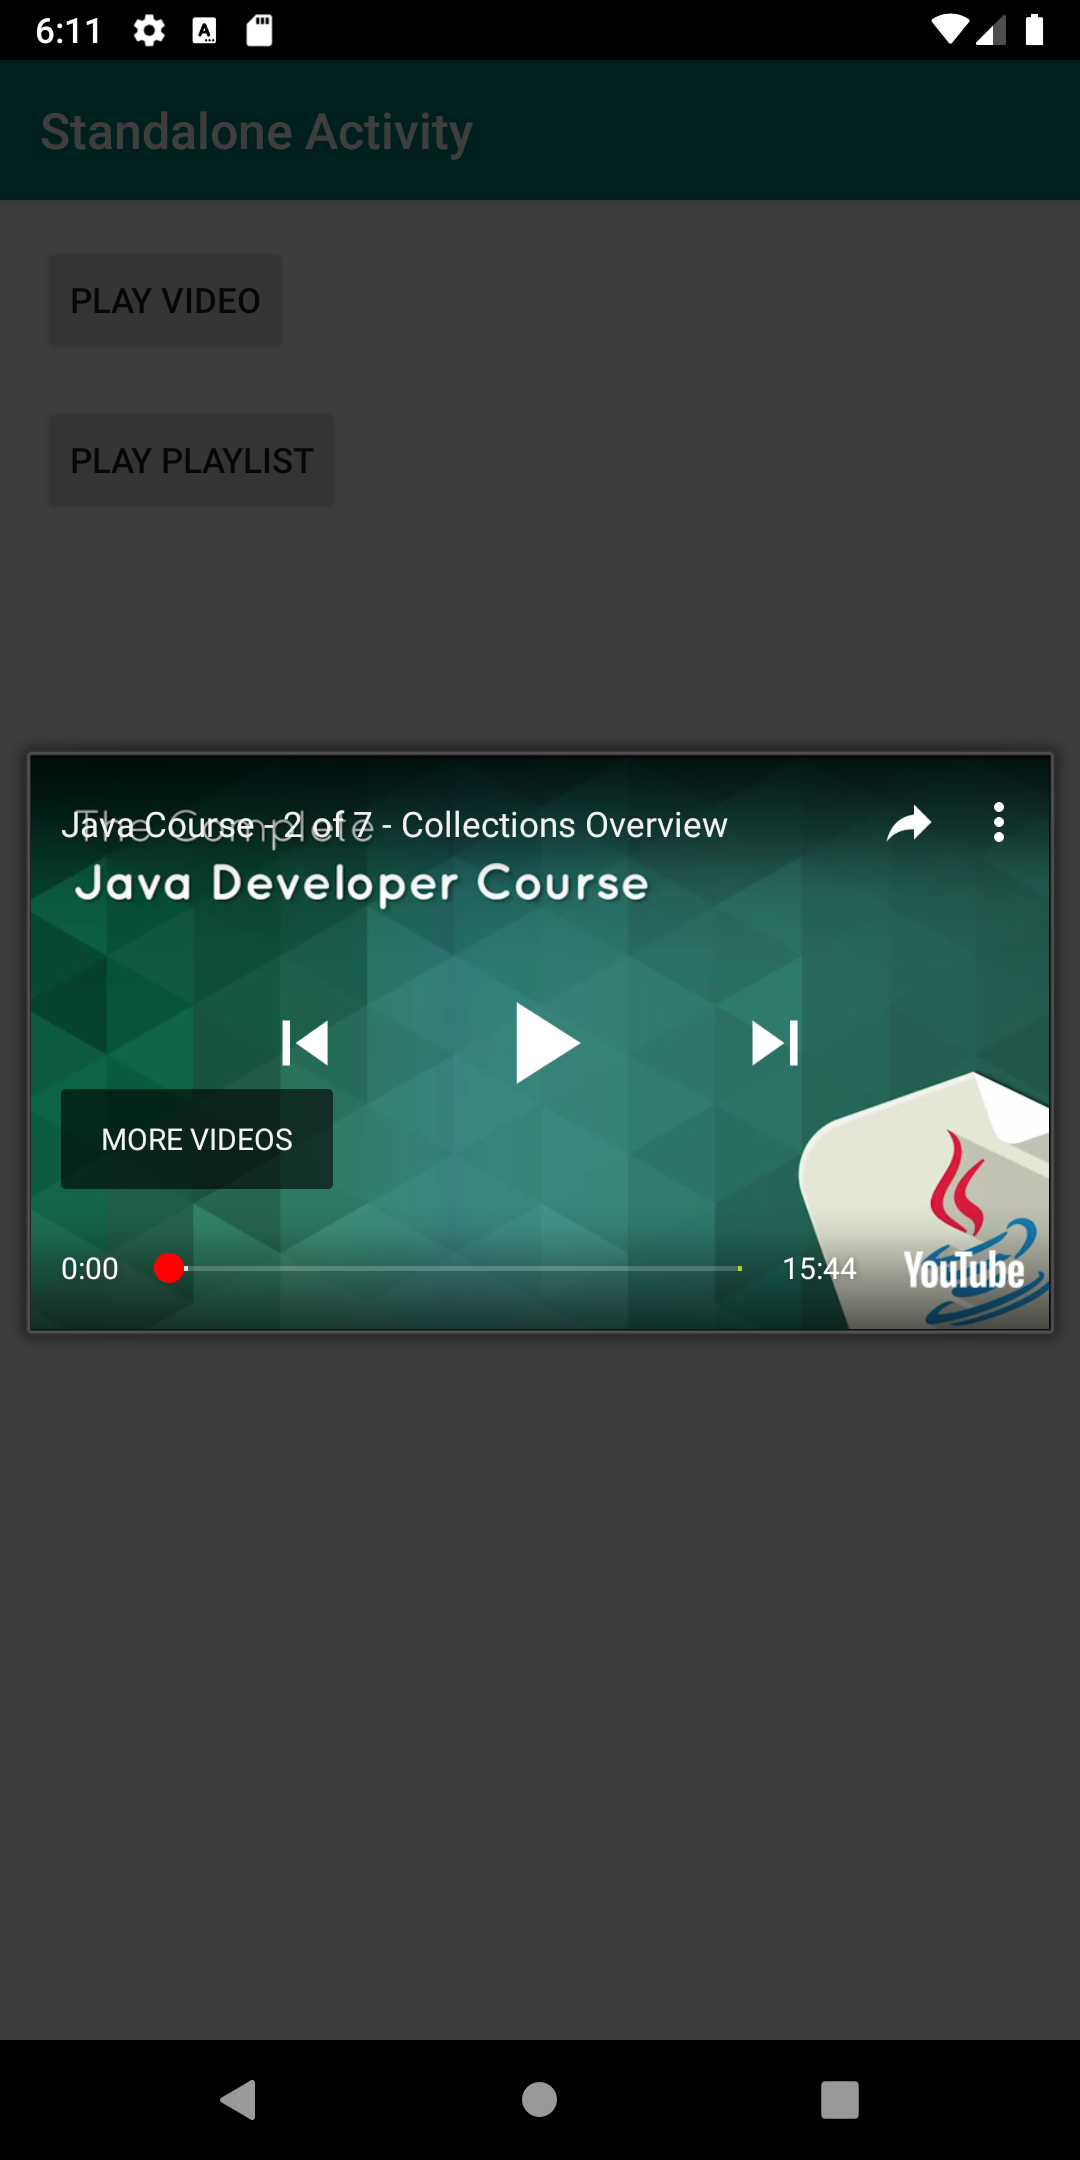 6:11
Standalone Activity
PLAY VIDEO
PLAY PLAYLIST
Java Course - 2 of 7 - Collections Overview
The Complete
Java Developer Course
MORE VIDEOS
0:00
15:44
YouTube